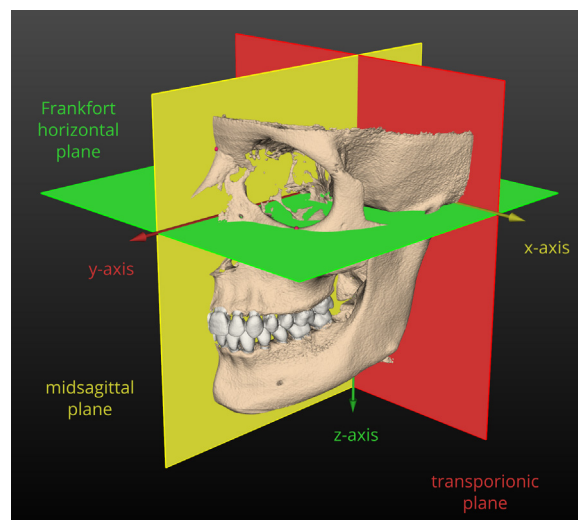 Frankfort
horizontal
plane
x-axis
y-axis
midsagittal
plane
z-axis
transporionic
plane